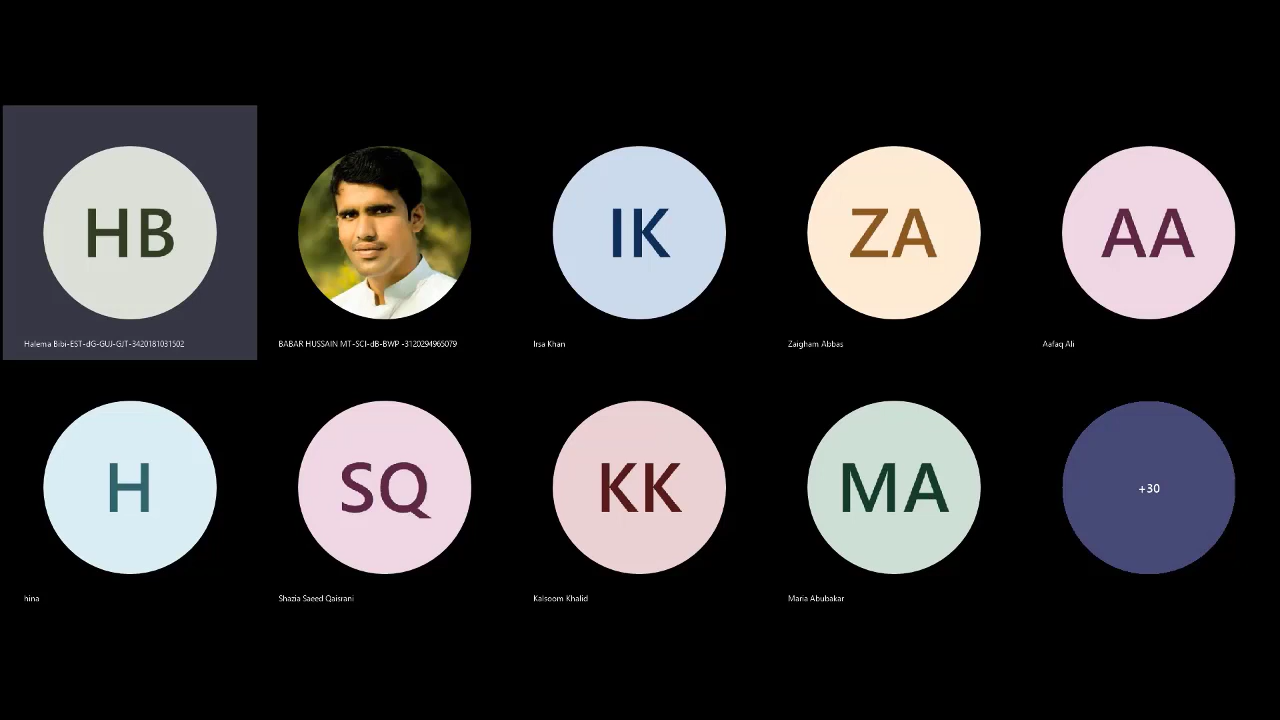 HB
IK
ZA
AA
Halema Bibi-EST-dG-GUJ-GJT-3420181031502
BABAR HUSSAIN MT-SCI-dB-BWP -3120294965079
Irsa Khan
Zaigham Abbas
Aafaq Ali
H
SQ
KK
MA
+30
hina
Shazia Saeed Qaisrani
Kalsoom Khalid
Maria Abubakar